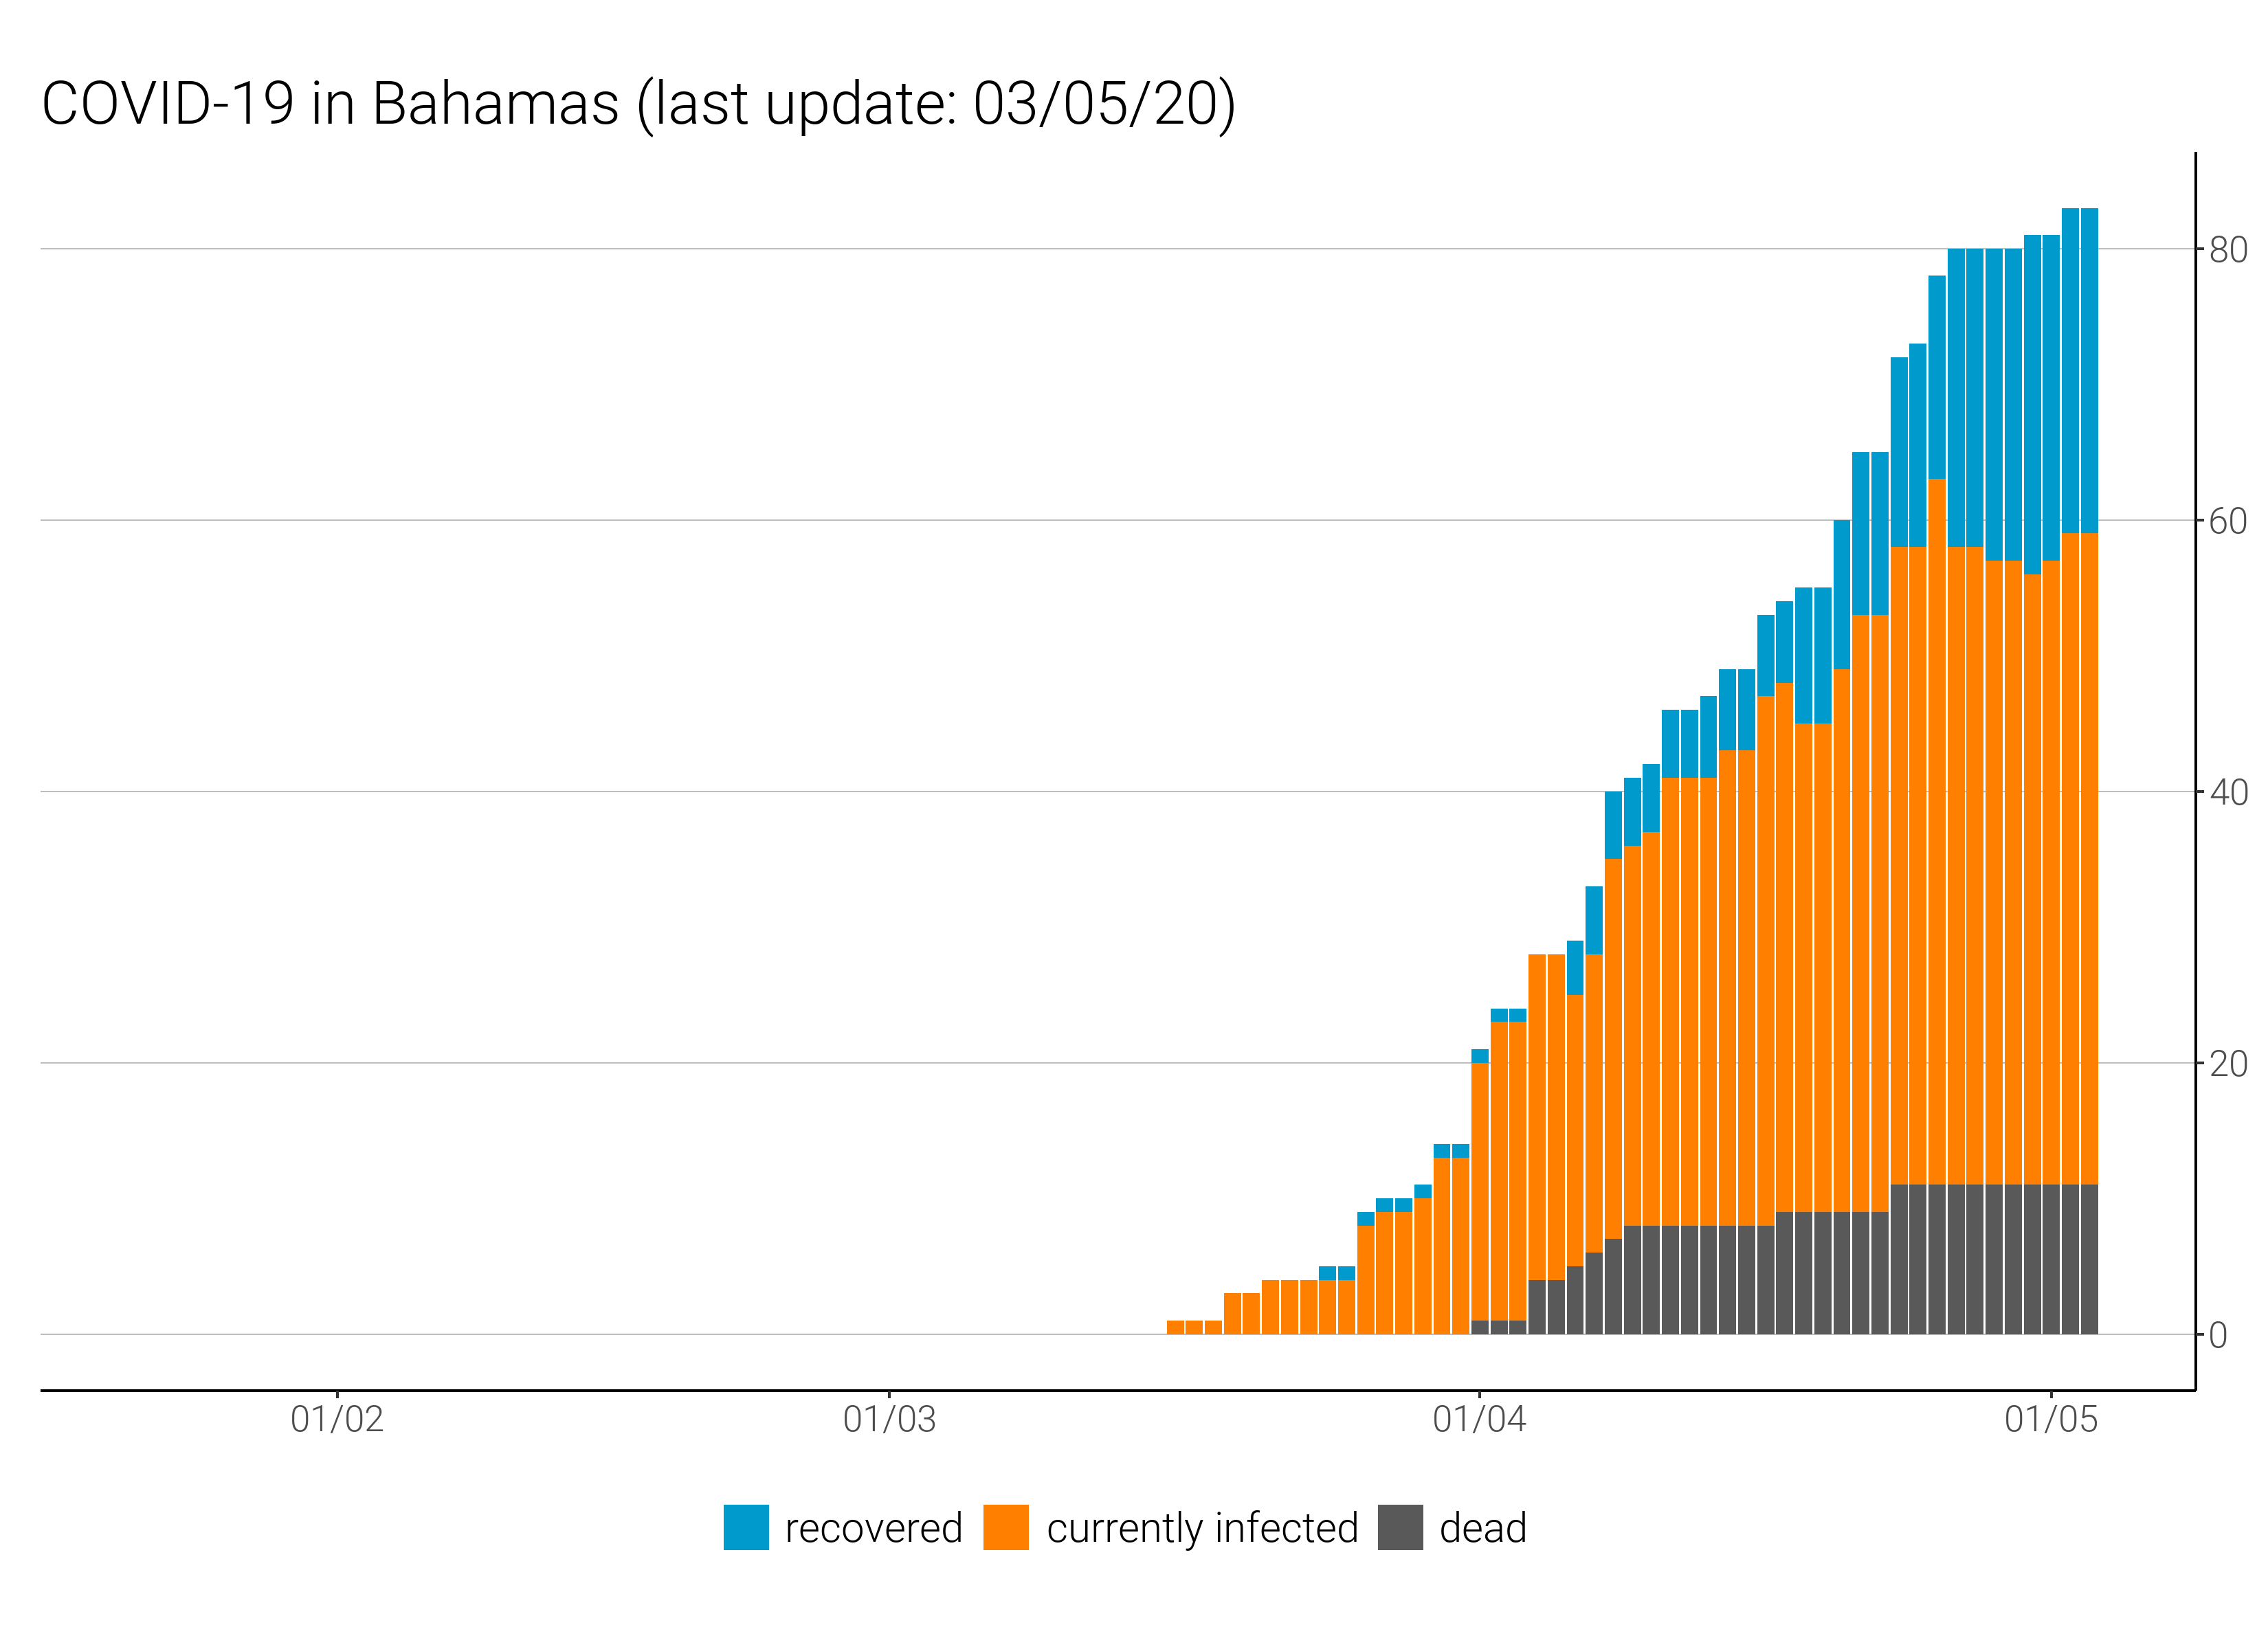 COVID-19 in Bahamas (last update: 03/05/20)
80
60
40
20
0
01/02 01/03 01/04 01/05
recovered currently infected dead